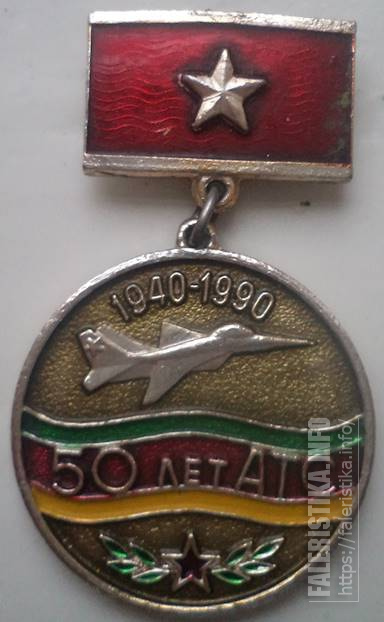 1940-1990
50 ЛЕТ АТС
FALERISTIKA.INFO
https://faleristika.info